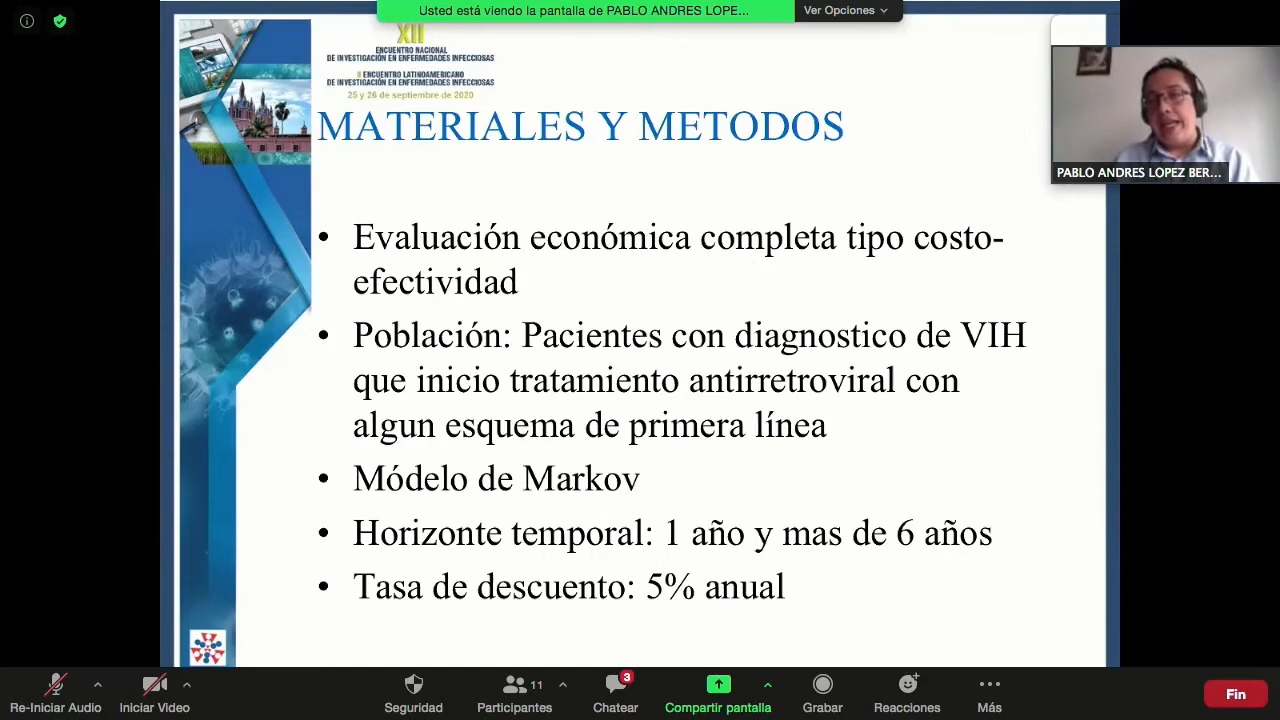 Usted está viendo la pantalla de PABLO ANDRES LOPE...
Ver Opciones
XII
ENCUENTRO NACIONAL
DE INVESTIGACIÓN EN ENFERMEDADES INFECCIOSAS
II ENCUENTRO LATINOAMERICANO
DE INVESTIGACIÓN EN ENFERMEDADES INFECCIOSAS
25 y 26 de septiembre de 2020
MATERIALES Y METODOS
PABLO ANDRES LOPEZ BER...
• Evaluación económica completa tipo costo-
efectividad
• Población: Pacientes con diagnostico de VIH
que inicio tratamiento antirretroviral con
algun esquema de primera línea
• Módelo de Markov
• Horizonte temporal: 1 año y mas de 6 años
• Tasa de descuento: 5% anual
Re-Iniciar Audio
Iniciar Video
Seguridad
11
Participantes
3
Chatear
Compartir pantalla
Grabar
Reacciones
Más
Fin